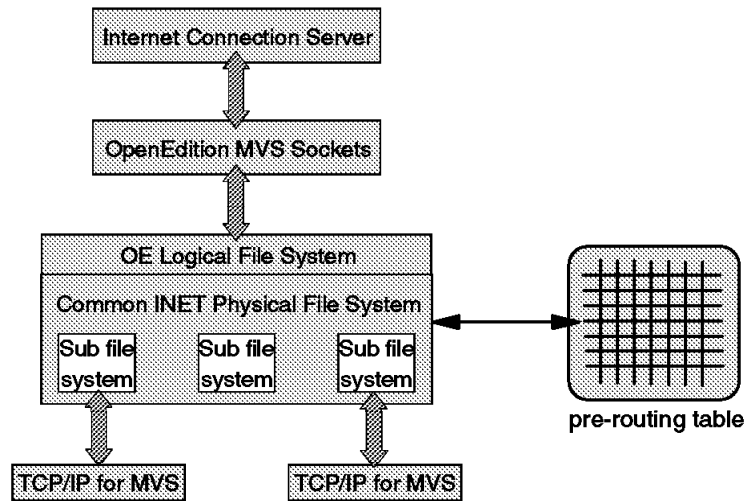 Internet Connection Server
OpenEdition MVS Sockets
OE Logical File System
Common INET Physical File System
Sub file
system
Sub file
system
Sub file
system
pre-routing table
TCP/IP for MVS
TCP/IP for MVS